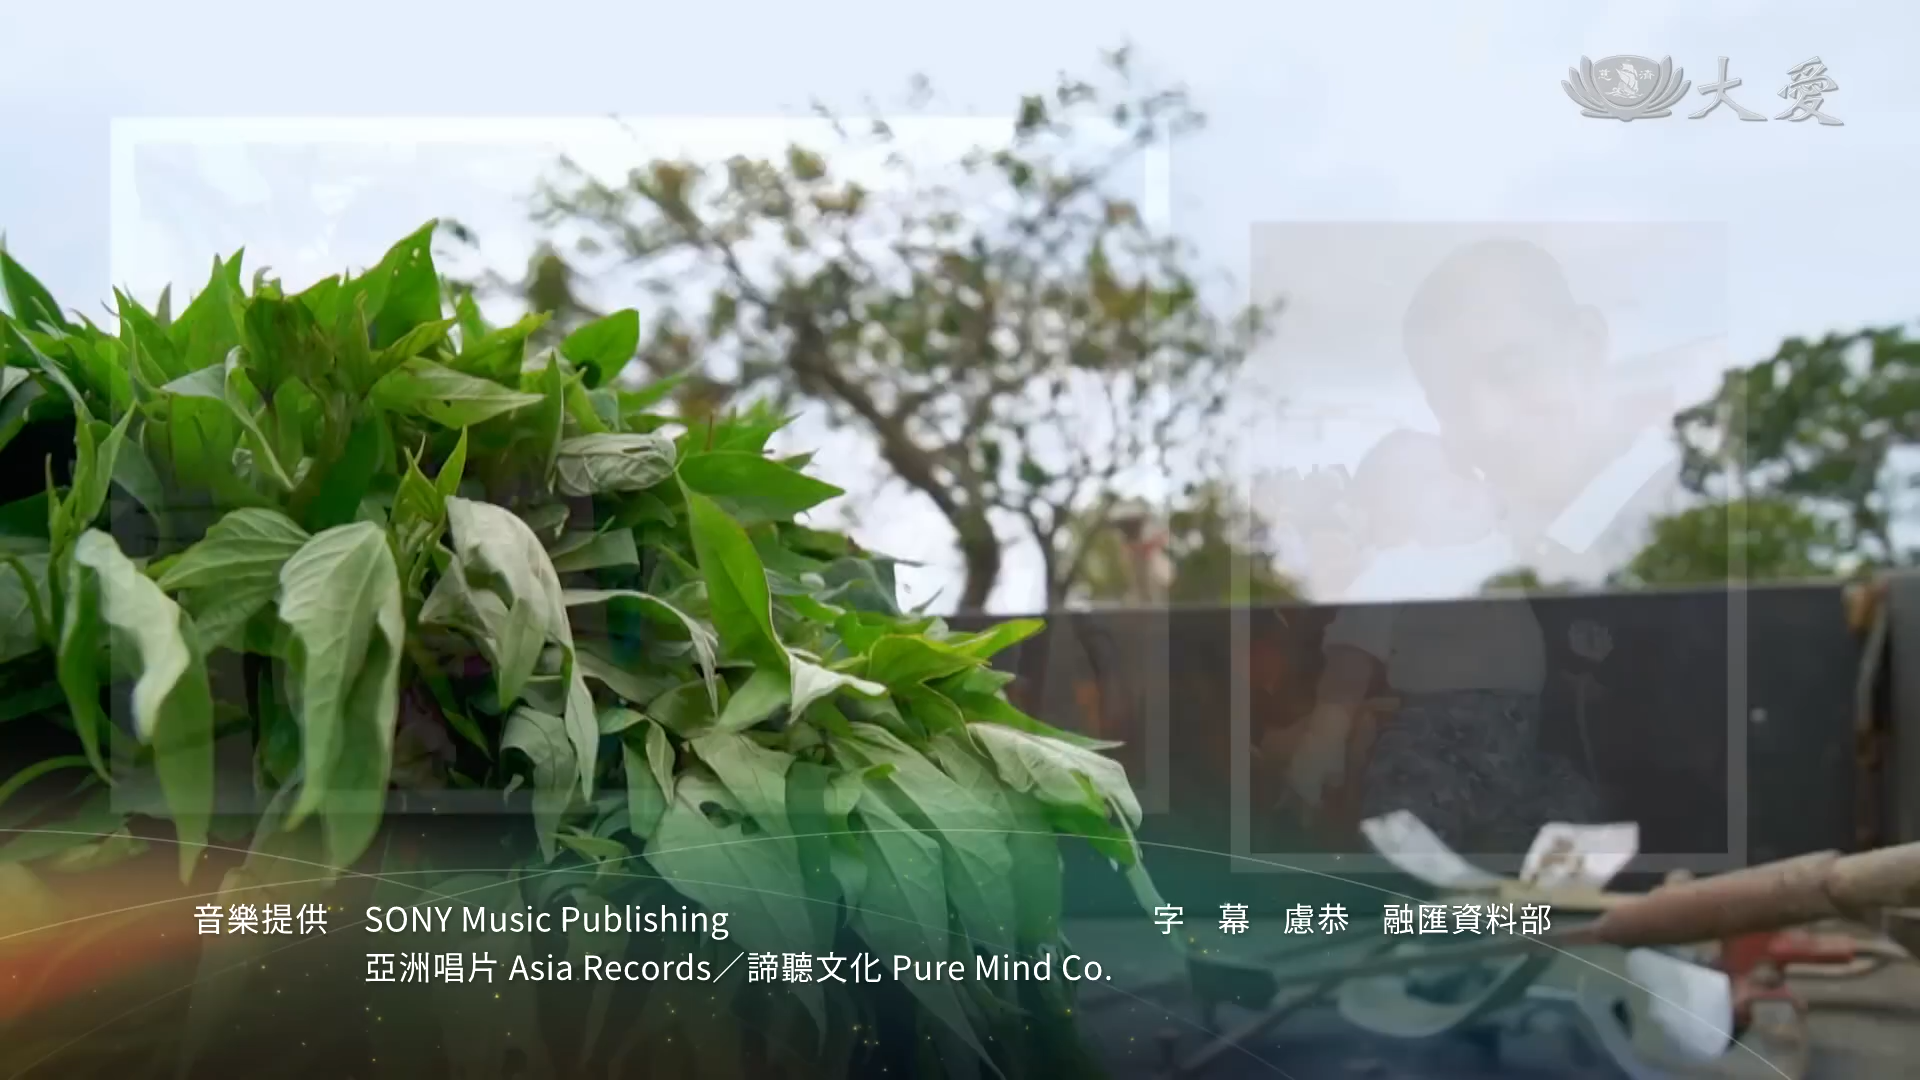 大愛
音樂提供 SONY Music Publishing
亞洲唱片 Asia Records／諦聽文化 Pure Mind Co.
字 幕 慮恭 融匯資料部